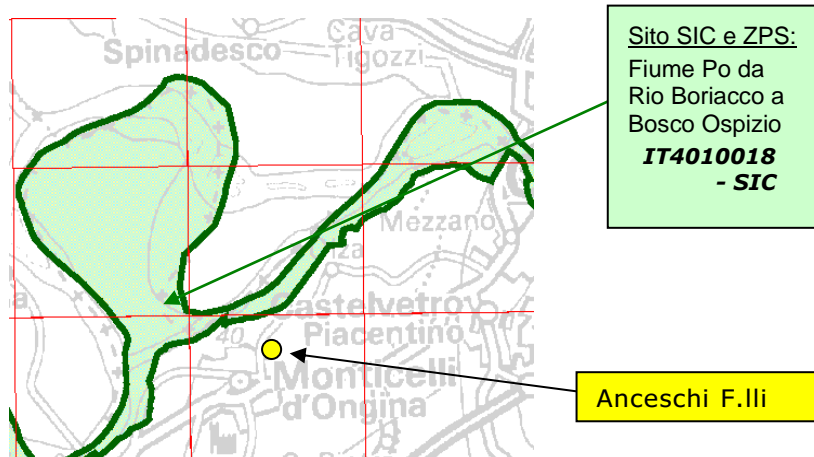 Spinadesco
Cava
Tigozzi
Mezzano
Castelvetro
Piacentino
40
Monticelli
d'Ongina
Sito SIC e ZPS:
Fiume Po da
Rio Boriacco a
Bosco Ospizio
IT4010018
- SIC
Anceschi F.lli